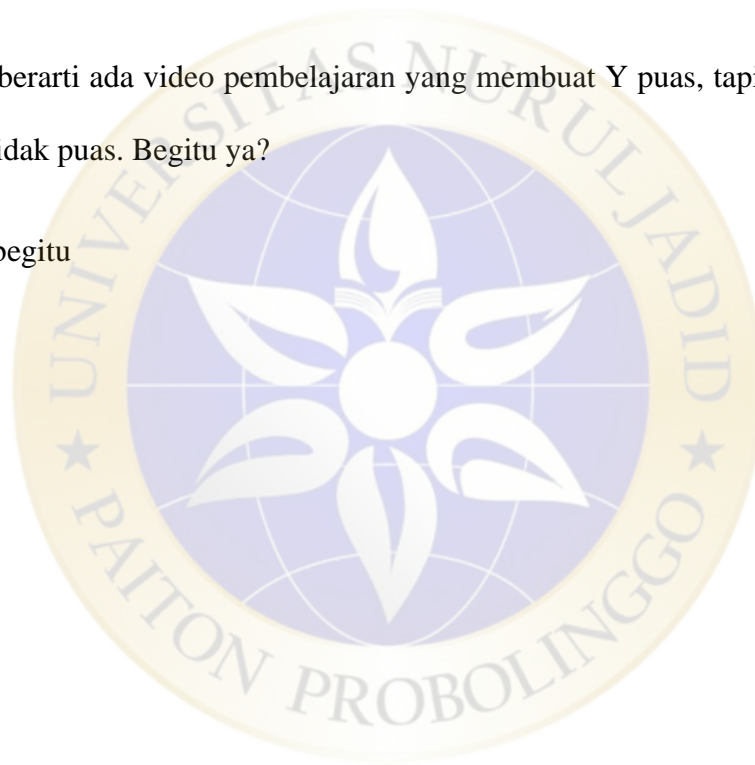 berarti ada video pembelajaran yang membuat Y puas, tapi
idak puas. Begitu ya?
begitu
UNIVERSITAS NURUL JADID
PAITON PROBOLINGGO